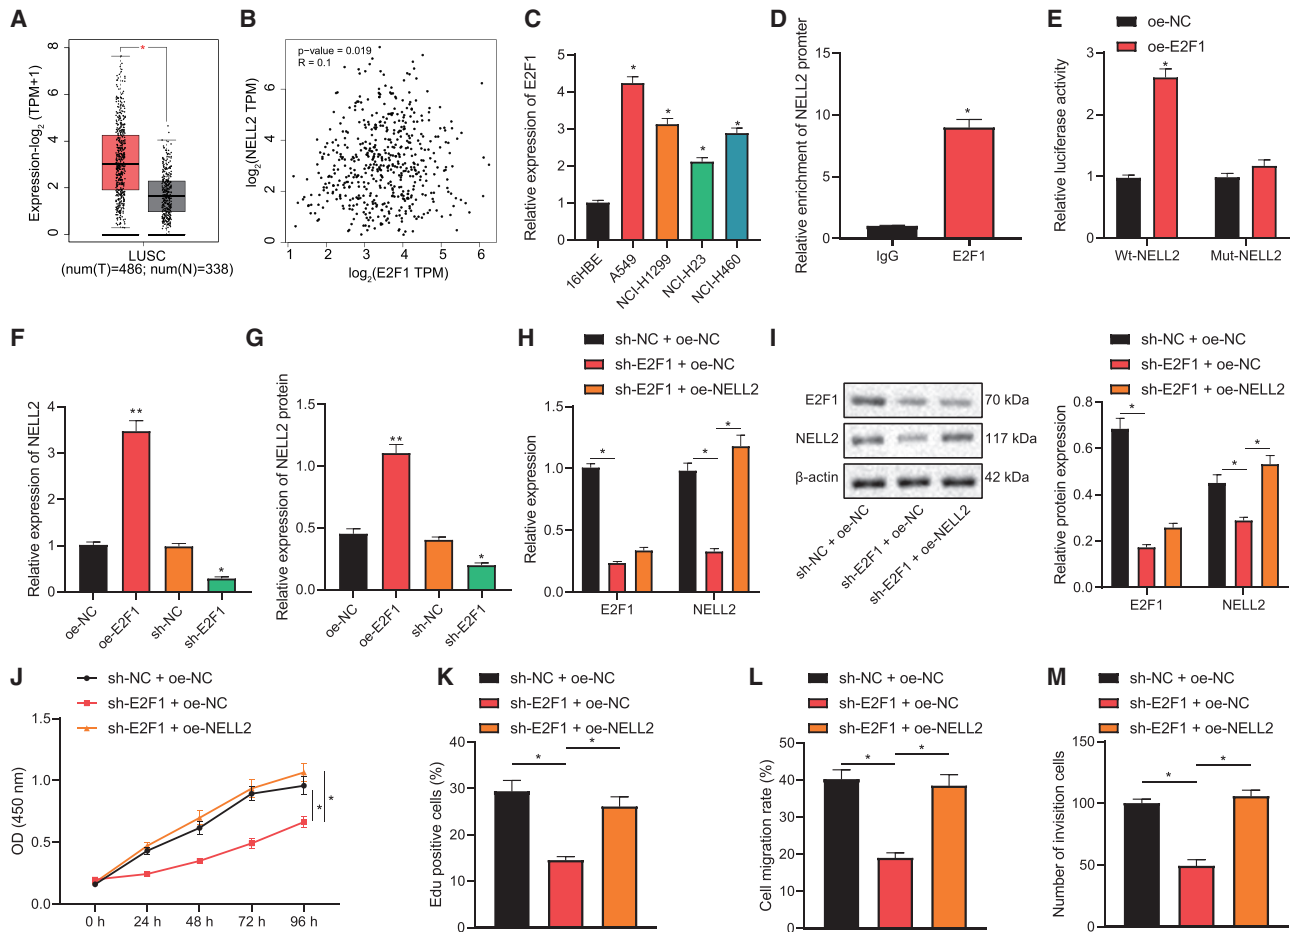 A
Expression-log2 (TPM+1)
8
6
4
2
0
*
LUSC
(num(T)=486; num(N)=338)
B
p-value = 0.019
R = 0.1
log2(NELL2 TPM)
6
4
2
0
1 2 3 4 5 6
log2(E2F1 TPM)
C
Relative expression of E2F1
5
4
3
2
1
0
* * * *
16HBE A549 NCI-H1299 NCI-H23 NCI-H460
D
Relative enrichment of NELL2 promter
15
10
5
0
*
IgG E2F1
E
oe-NC
oe-E2F1
Relative luciferase activity
3
2
1
0
*
Wt-NELL2 Mut-NELL2
F
Relative expression of NELL2
4
3
2
1
0
** *
oe-NC oe-E2F1 sh-NC sh-E2F1
G
Relative expression of NELL2 protein
1.5
1.0
0.5
0.0
** *
oe-NC oe-E2F1 sh-NC sh-E2F1
H
sh-NC + oe-NC
sh-E2F1 + oe-NC
sh-E2F1 + oe-NELL2
Relative expression
1.5
1.0
0.5
0.0
* * *
E2F1 NELL2
I
E2F1 70 kDa
NELL2 117 kDa
β-actin 42 kDa
sh-NC + oe-NC
sh-E2F1 + oe-NC
sh-E2F1 + oe-NELL2
sh-NC + oe-NC
sh-E2F1 + oe-NC
sh-E2F1 + oe-NELL2
Relative protein expression
0.8
0.6
0.4
0.2
0.0
* * *
E2F1 NELL2
J
sh-NC + oe-NC
sh-E2F1 + oe-NC
sh-E2F1 + oe-NELL2
OD (450 nm)
1.5
1.0
0.5
0.0
* *
0 h 24 h 48 h 72 h 96 h
K
sh-NC + oe-NC
sh-E2F1 + oe-NC
sh-E2F1 + oe-NELL2
Edu positive cells (%)
40
30
20
10
0
* *
L
sh-NC + oe-NC
sh-E2F1 + oe-NC
sh-E2F1 + oe-NELL2
Cell migration rate (%)
50
40
30
20
10
0
* *
M
sh-NC + oe-NC
sh-E2F1 + oe-NC
sh-E2F1 + oe-NELL2
Number of invisition cells
150
100
50
0
* *